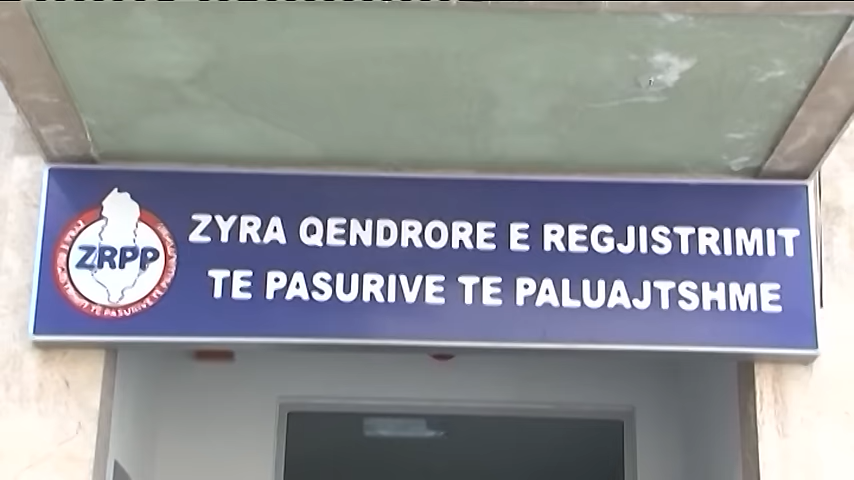 ZYRA QENDRORE E REGJISTRIMIT
TE PASURIVE TE PALUAJTSHME
ZRPP